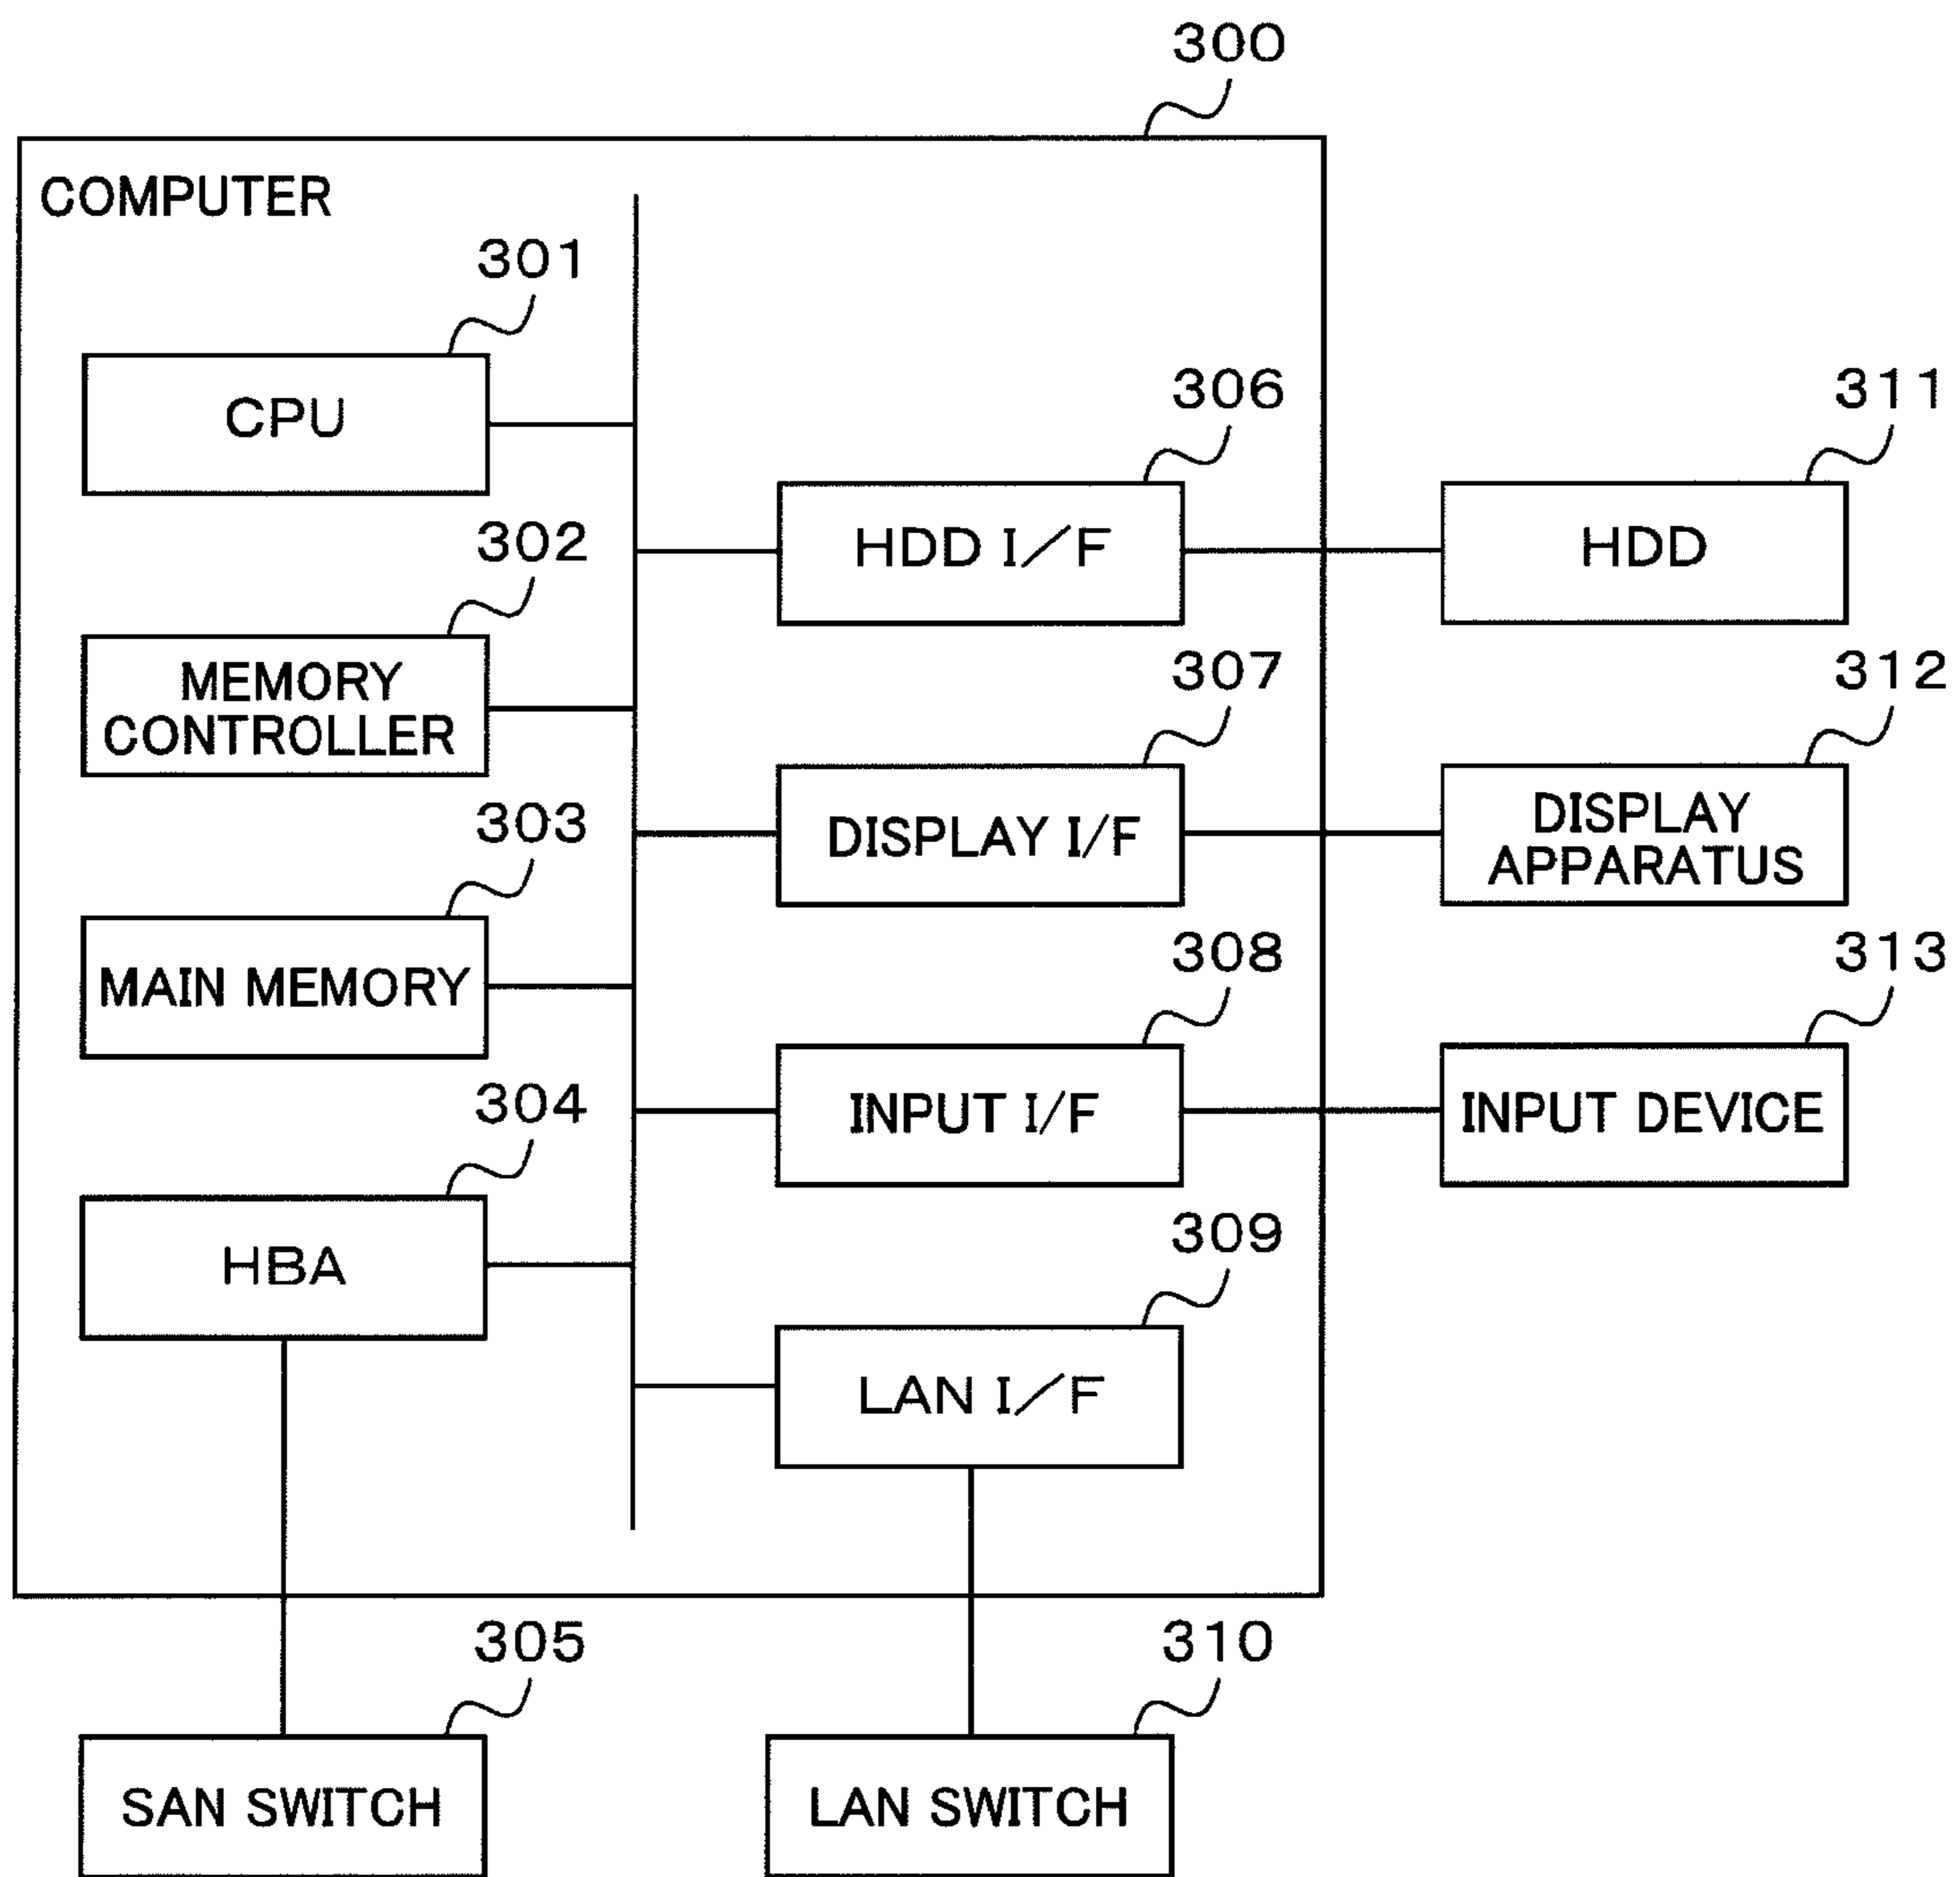 300
COMPUTER
301
CPU
306
HDD I／F
311
HDD
302
MEMORY
CONTROLLER
307
DISPLAY I/F
312
DISPLAY
APPARATUS
303
MAIN MEMORY
308
INPUT I/F
313
INPUT DEVICE
304
HBA
309
LAN I／F
305
SAN SWITCH
310
LAN SWITCH